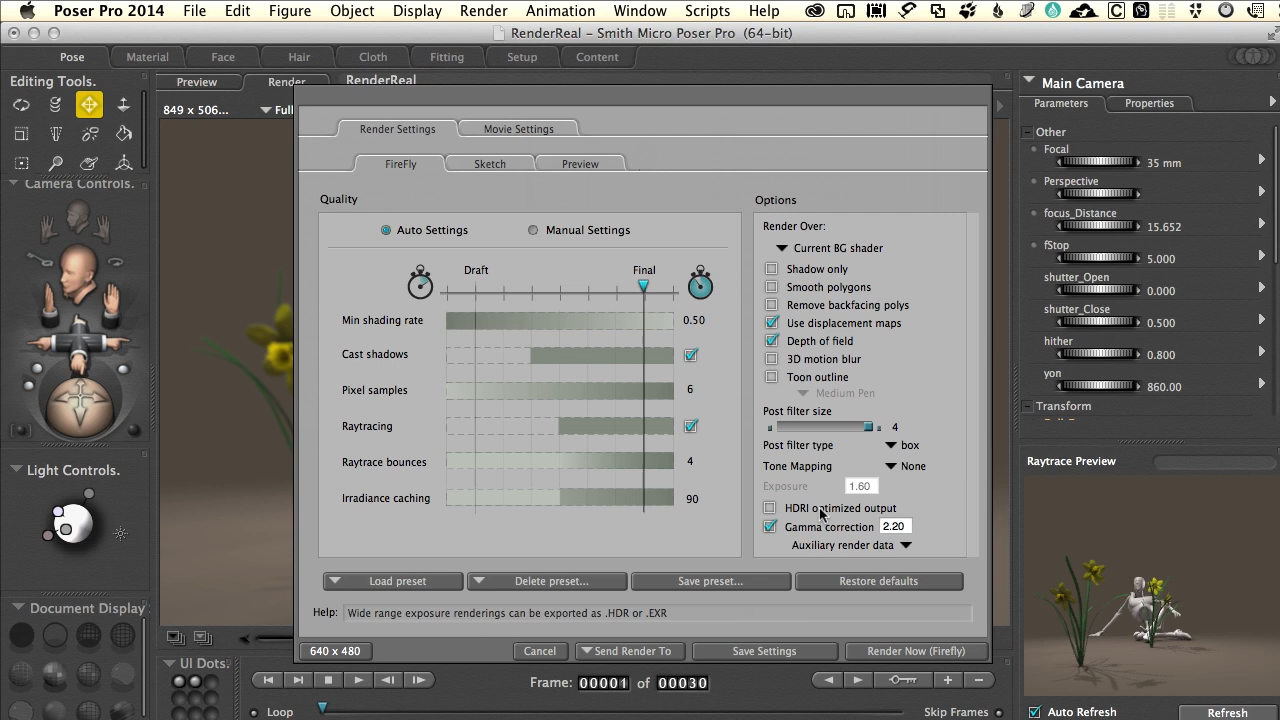 Poser Pro 2014 File Edit Figure Object Display Render Animation Window Scripts Help
RenderReal - Smith Micro Poser Pro (64-bit)
Pose Material Face Hair Cloth Fitting Setup Content
Editing Tools.
Preview Render RenderReal
849 x 506... Full
Camera Controls.
Light Controls.
Document Display
UI Dots.
Render Settings Movie Settings
FireFly Sketch Preview
Quality
Auto Settings Manual Settings
Draft Final
Min shading rate 0.50
Cast shadows
Pixel samples 6
Raytracing
Raytrace bounces 4
Irradiance caching 90
Options
Render Over:
Current BG shader
Shadow only
Smooth polygons
Remove backfacing polys
Use displacement maps
Depth of field
3D motion blur
Toon outline
Medium Pen
Post filter size
4
Post filter type box
Tone Mapping None
Exposure 1.60
HDRI optimized output
Gamma correction 2.20
Auxiliary render data
Load preset Delete preset... Save preset... Restore defaults
Help: Wide range exposure renderings can be exported as .HDR or .EXR
640 x 480 Cancel Send Render To Save Settings Render Now (Firefly)
Frame: 00001 of 00030
Loop Skip Frames
Main Camera
Parameters Properties
Other
Focal
35 mm
Perspective
focus_Distance
15.652
fStop
5.000
shutter_Open
0.000
shutter_Close
0.500
hither
0.800
yon
860.00
Transform
Raytrace Preview
Auto Refresh Refresh